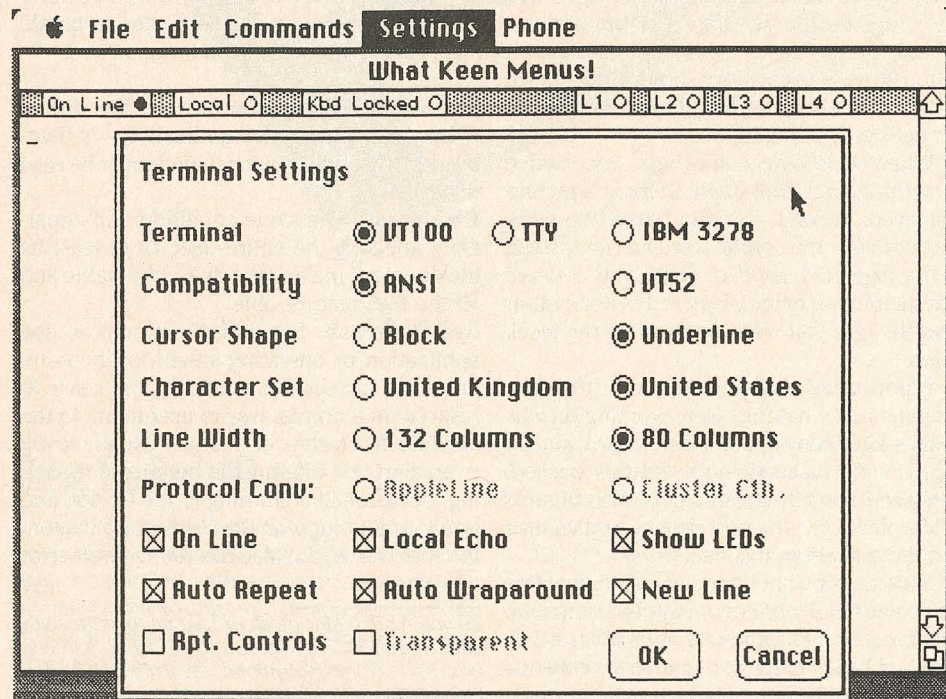 File Edit Commands Settings Phone
What Keen Menus!
On Line Local Kbd Locked L1 L2 L3 L4
Terminal Settings
Terminal VT100 TTY IBM 3278
Compatibility ANSI VT52
Cursor Shape Block Underline
Character Set United Kingdom United States
Line Width 132 Columns 80 Columns
Protocol Conv: AppleLine Cluster Ctlr.
On Line Local Echo Show LEDs
Auto Repeat Auto Wraparound New Line
Rpt. Controls Transparent
OK Cancel